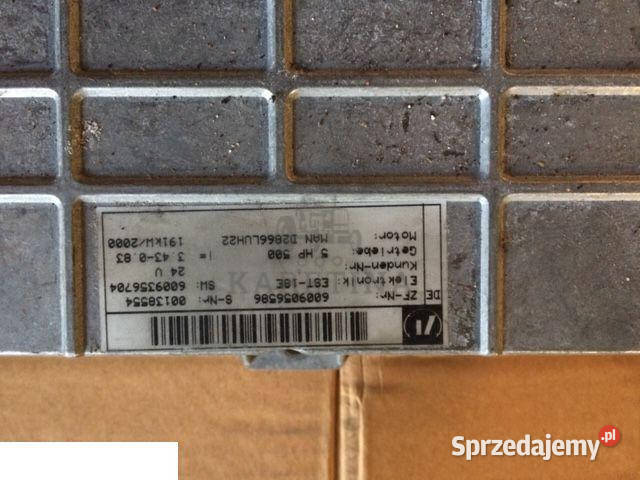 ZF
DE ZF-Nr: 6009056586 S-Nr: 00138554
Elektronik: EST-18E SW: 6009356704
Kunden-Nr: 24 V
Getriebe: 5 HP 500 i= 3.43-0.83
Motor: MAN D2866LUH22 191kW/2000
Sprzedajemy.pl